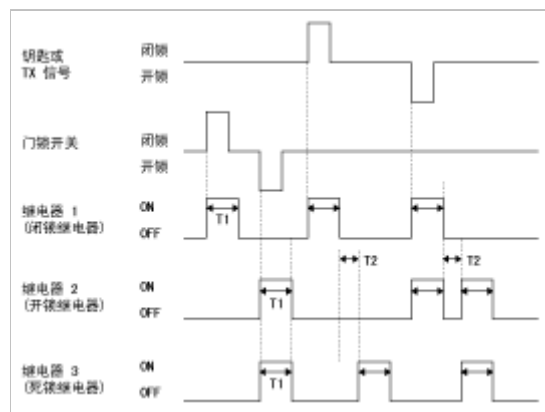 钥匙或
TX 信号
闭锁
开锁
门锁开关
闭锁
开锁
继电器 1
(闭锁继电器)
ON
OFF
T1
T2
T2
继电器 2
(开锁继电器)
ON
OFF
T1
继电器 3
(死锁继电器)
ON
OFF
T1